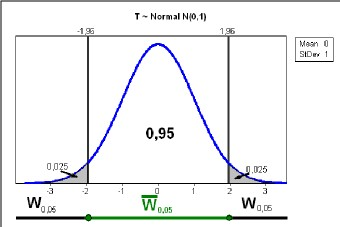 T ~ Normal N(0,1)
-1,96
1,96
Mean 0
StDev 1
0,95
0,025
0,025
-3 -2 -1 0 1 2 3
W0,05
W̅0,05
W0,05